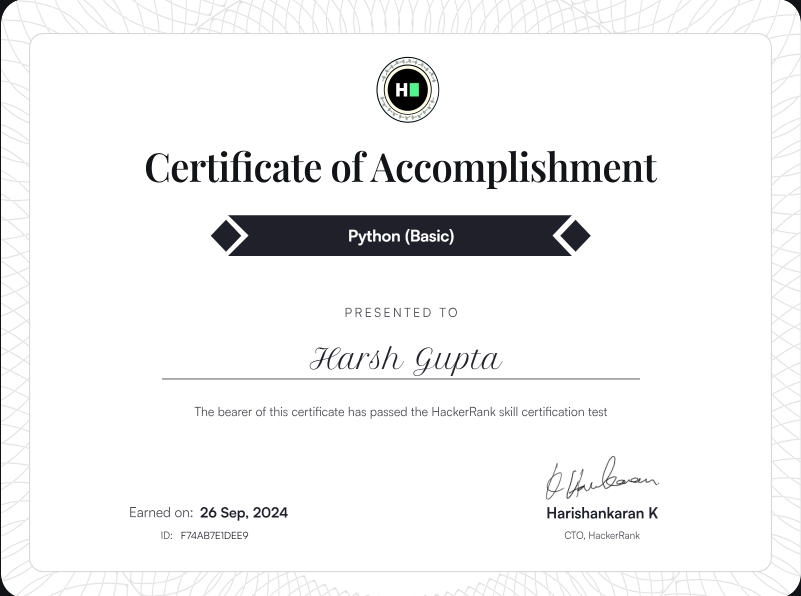 H
Certificate of Accomplishment
Python (Basic)
PRESENTED TO
Harsh Gupta
The bearer of this certificate has passed the HackerRank skill certification test
Earned on: 26 Sep, 2024
ID: F74AB7E1DEE9
Harishankaran K
CTO, HackerRank